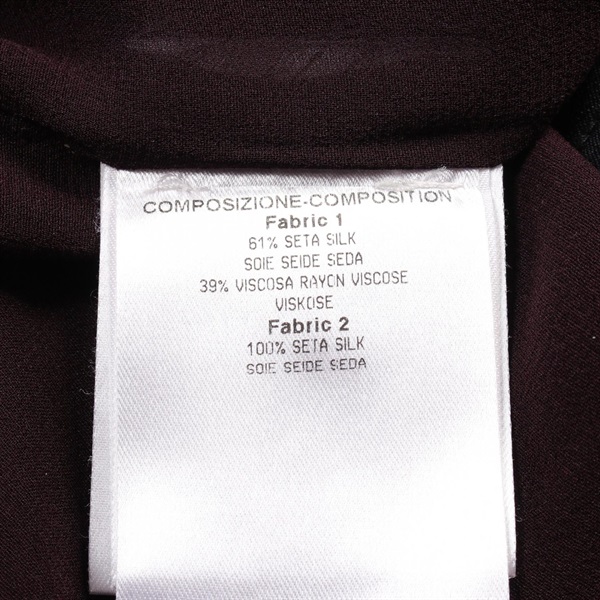 COMPOSIZIONE-COMPOSITION
Fabric 1
61% SETA SILK
SOIE SEIDE SEDA
39% VISCOSA RAYON VISCOSE
VISKOSE
Fabric 2
100% SETA SILK
SOIE SEIDE SEDA